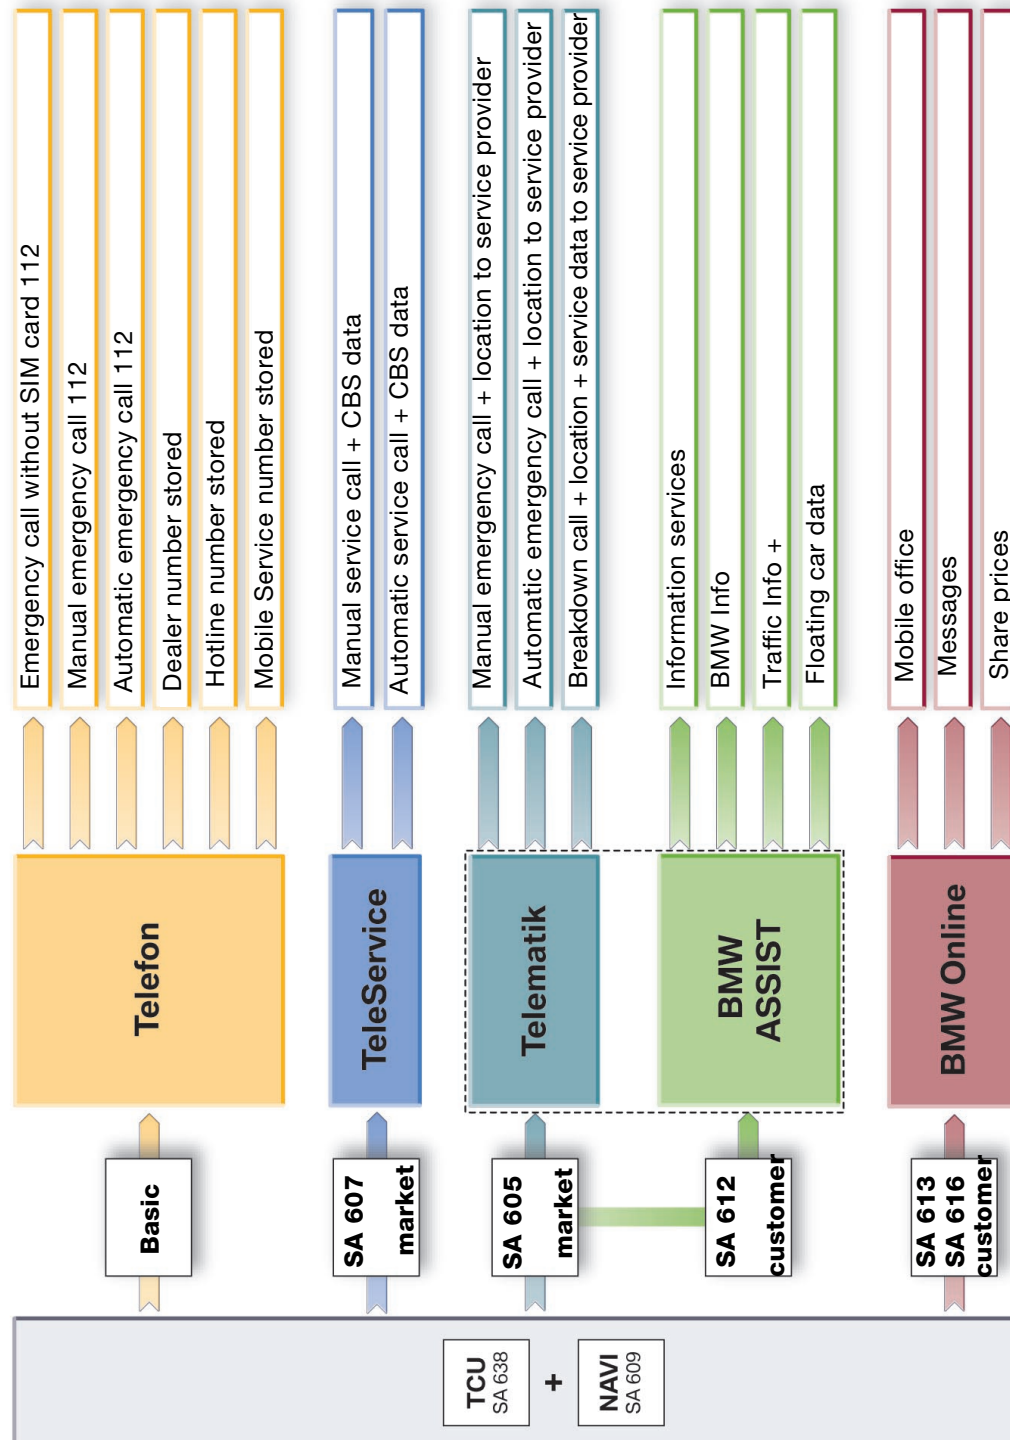 TCU
SA 638
+
NAVI
SA 609
Basic
Telefon
Emergency call without SIM card 112
Manual emergency call 112
Automatic emergency call 112
Dealer number stored
Hotline number stored
Mobile Service number stored
SA 607
market
TeleService
Manual service call + CBS data
Automatic service call + CBS data
SA 605
market
Telematik
Manual emergency call + location to service provider
Automatic emergency call + location to service provider
Breakdown call + location + service data to service provider
SA 612
customer
BMW
ASSIST
Information services
BMW Info
Traffic Info +
Floating car data
SA 613
SA 616
customer
BMW Online
Mobile office
Messages
Share prices